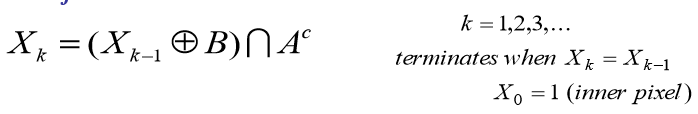 X_k = (X_{k-1} ⊕ B) ⋂ A^c
k = 1,2,3,...
terminates when X_k = X_{k-1}
X_0 = 1 (inner pixel)